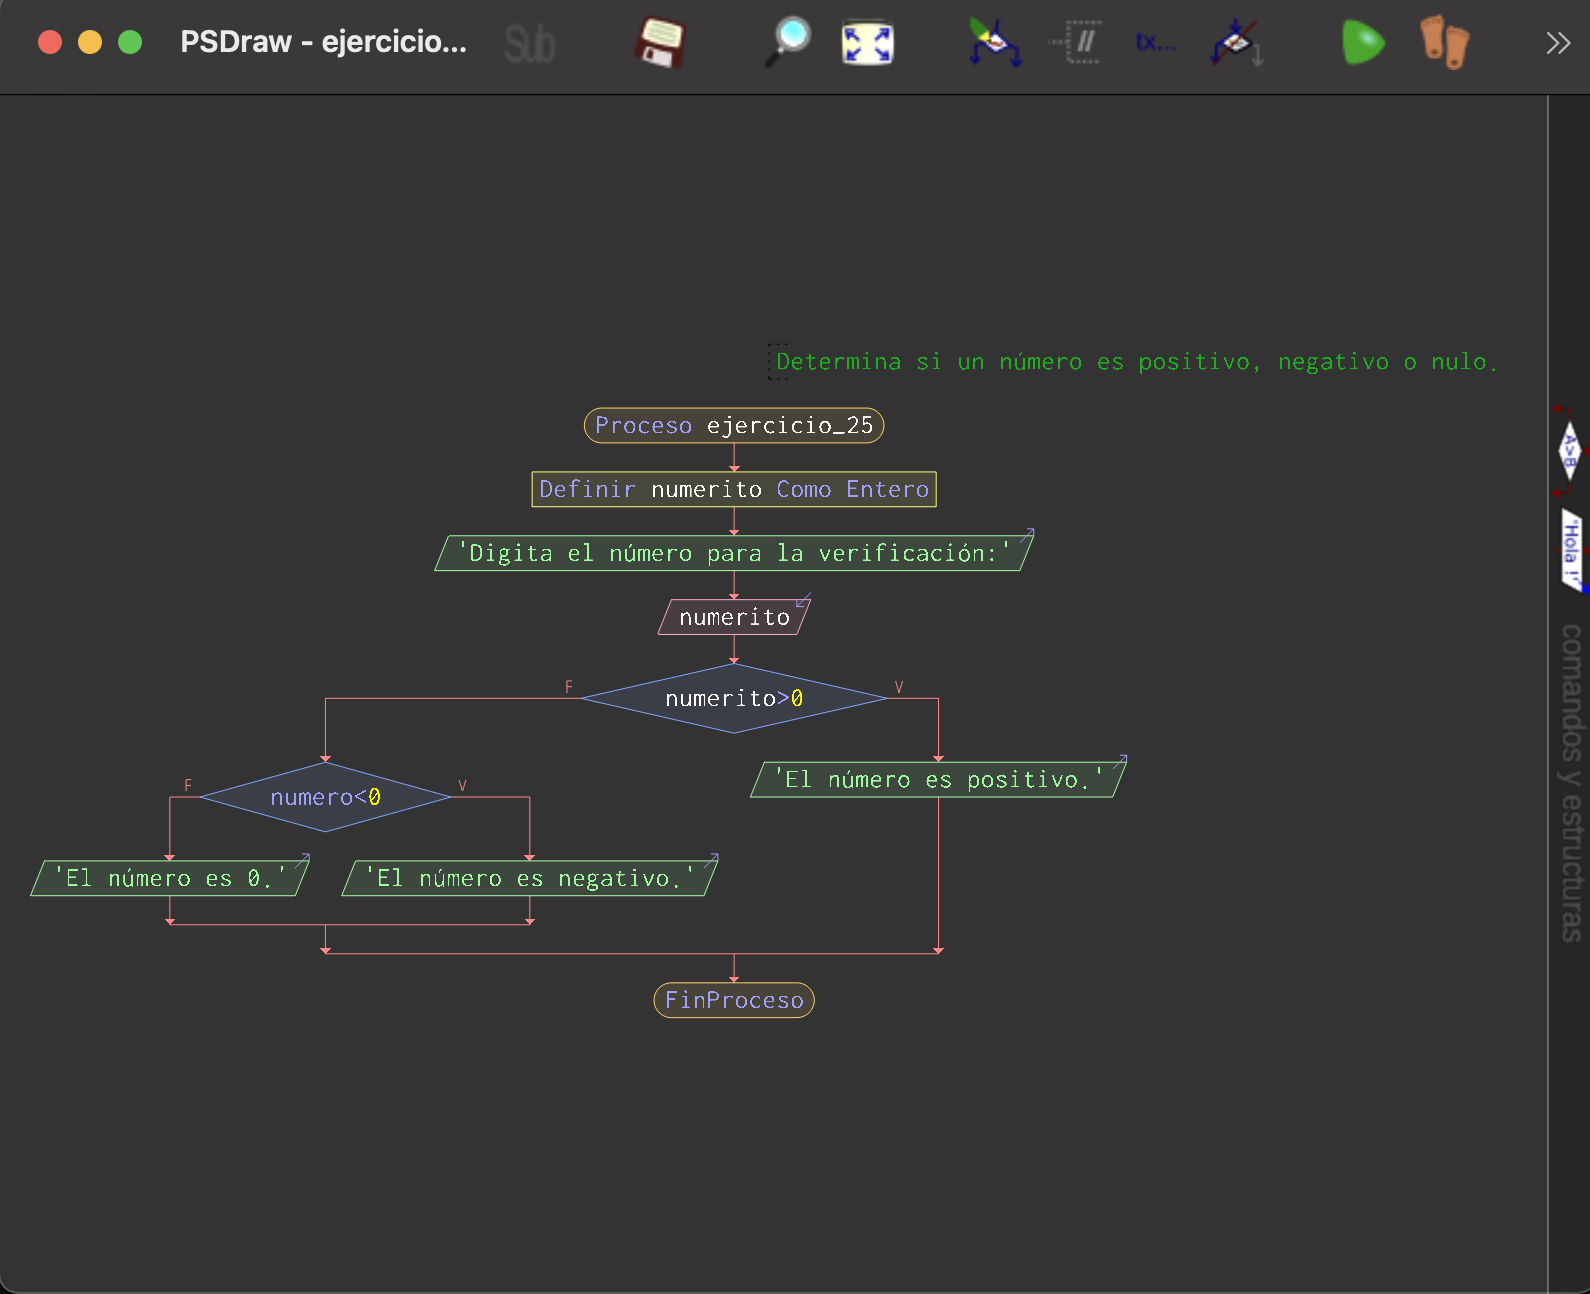 PSDraw - ejercicio...
Sub
//
tx...
Determina si un número es positivo, negativo o nulo.
Proceso ejercicio_25
Definir numerito Como Entero
'Digita el número para la verificación:'
numerito
F
numerito>0
V
'El número es positivo.'
F
numero<0
V
'El número es 0.'
'El número es negativo.'
FinProceso
A>B
"Hola !"
comandos y estructuras